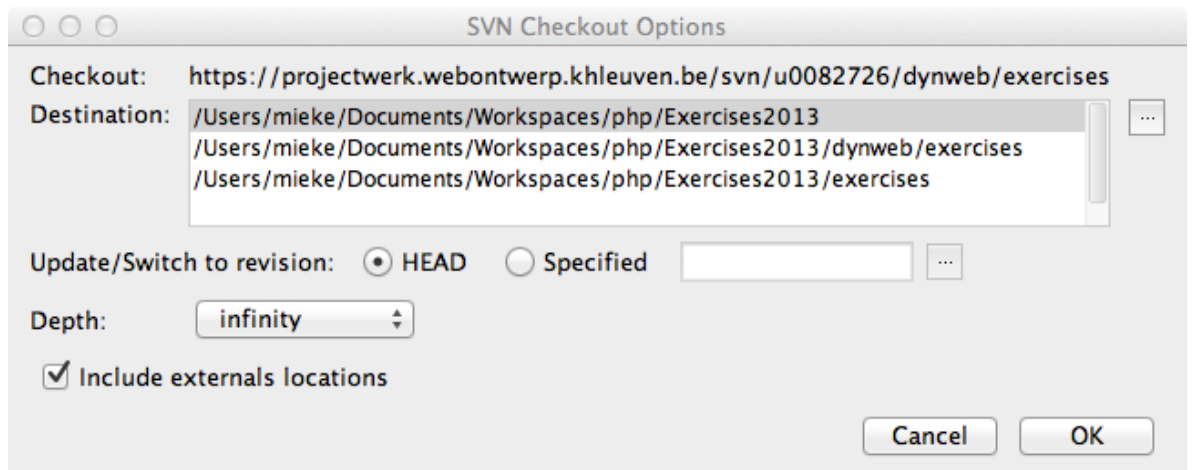 SVN Checkout Options
Checkout: https://projectwerk.webontwerp.khleuven.be/svn/u0082726/dynweb/exercises
Destination: /Users/mieke/Documents/Workspaces/php/Exercises2013
...
/Users/mieke/Documents/Workspaces/php/Exercises2013/dynweb/exercises
/Users/mieke/Documents/Workspaces/php/Exercises2013/exercises
Update/Switch to revision: HEAD Specified ...
Depth: infinity
Include externals locations
Cancel OK